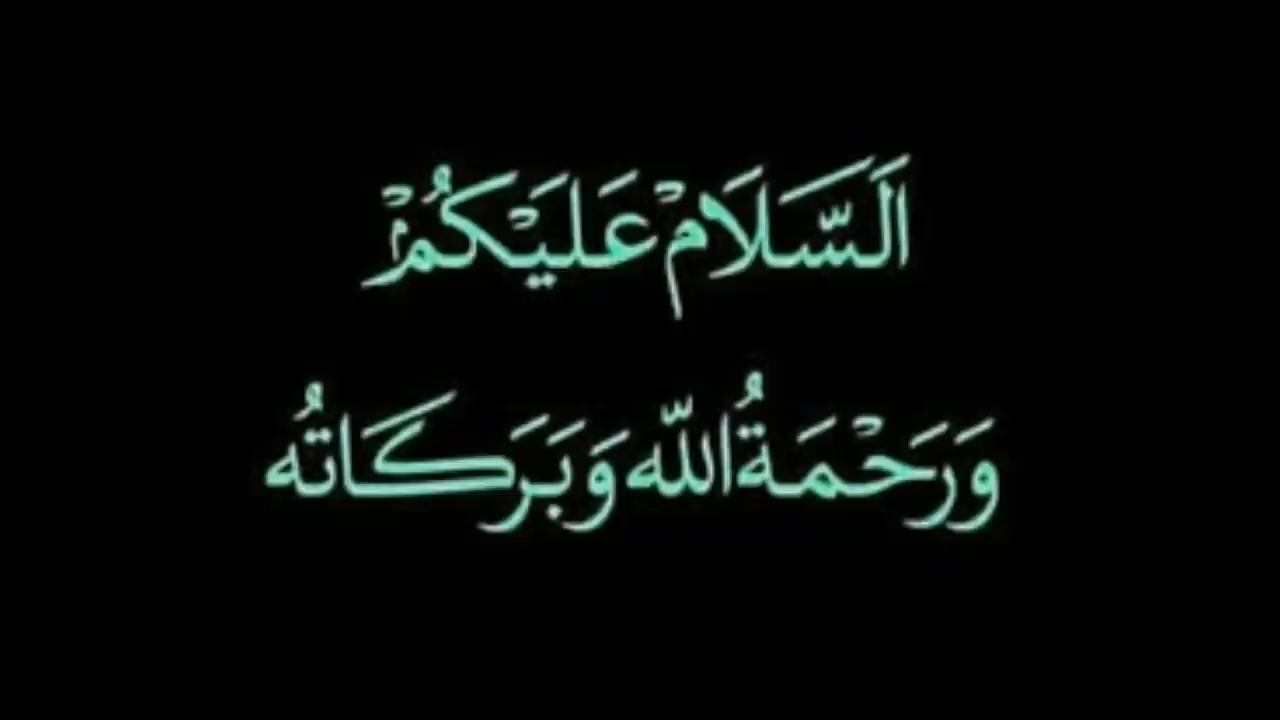 اَلسَّلَامْ عَلَيْكُمْ
وَرَحْمَةُ اللّه وَبَرَكَاتُه